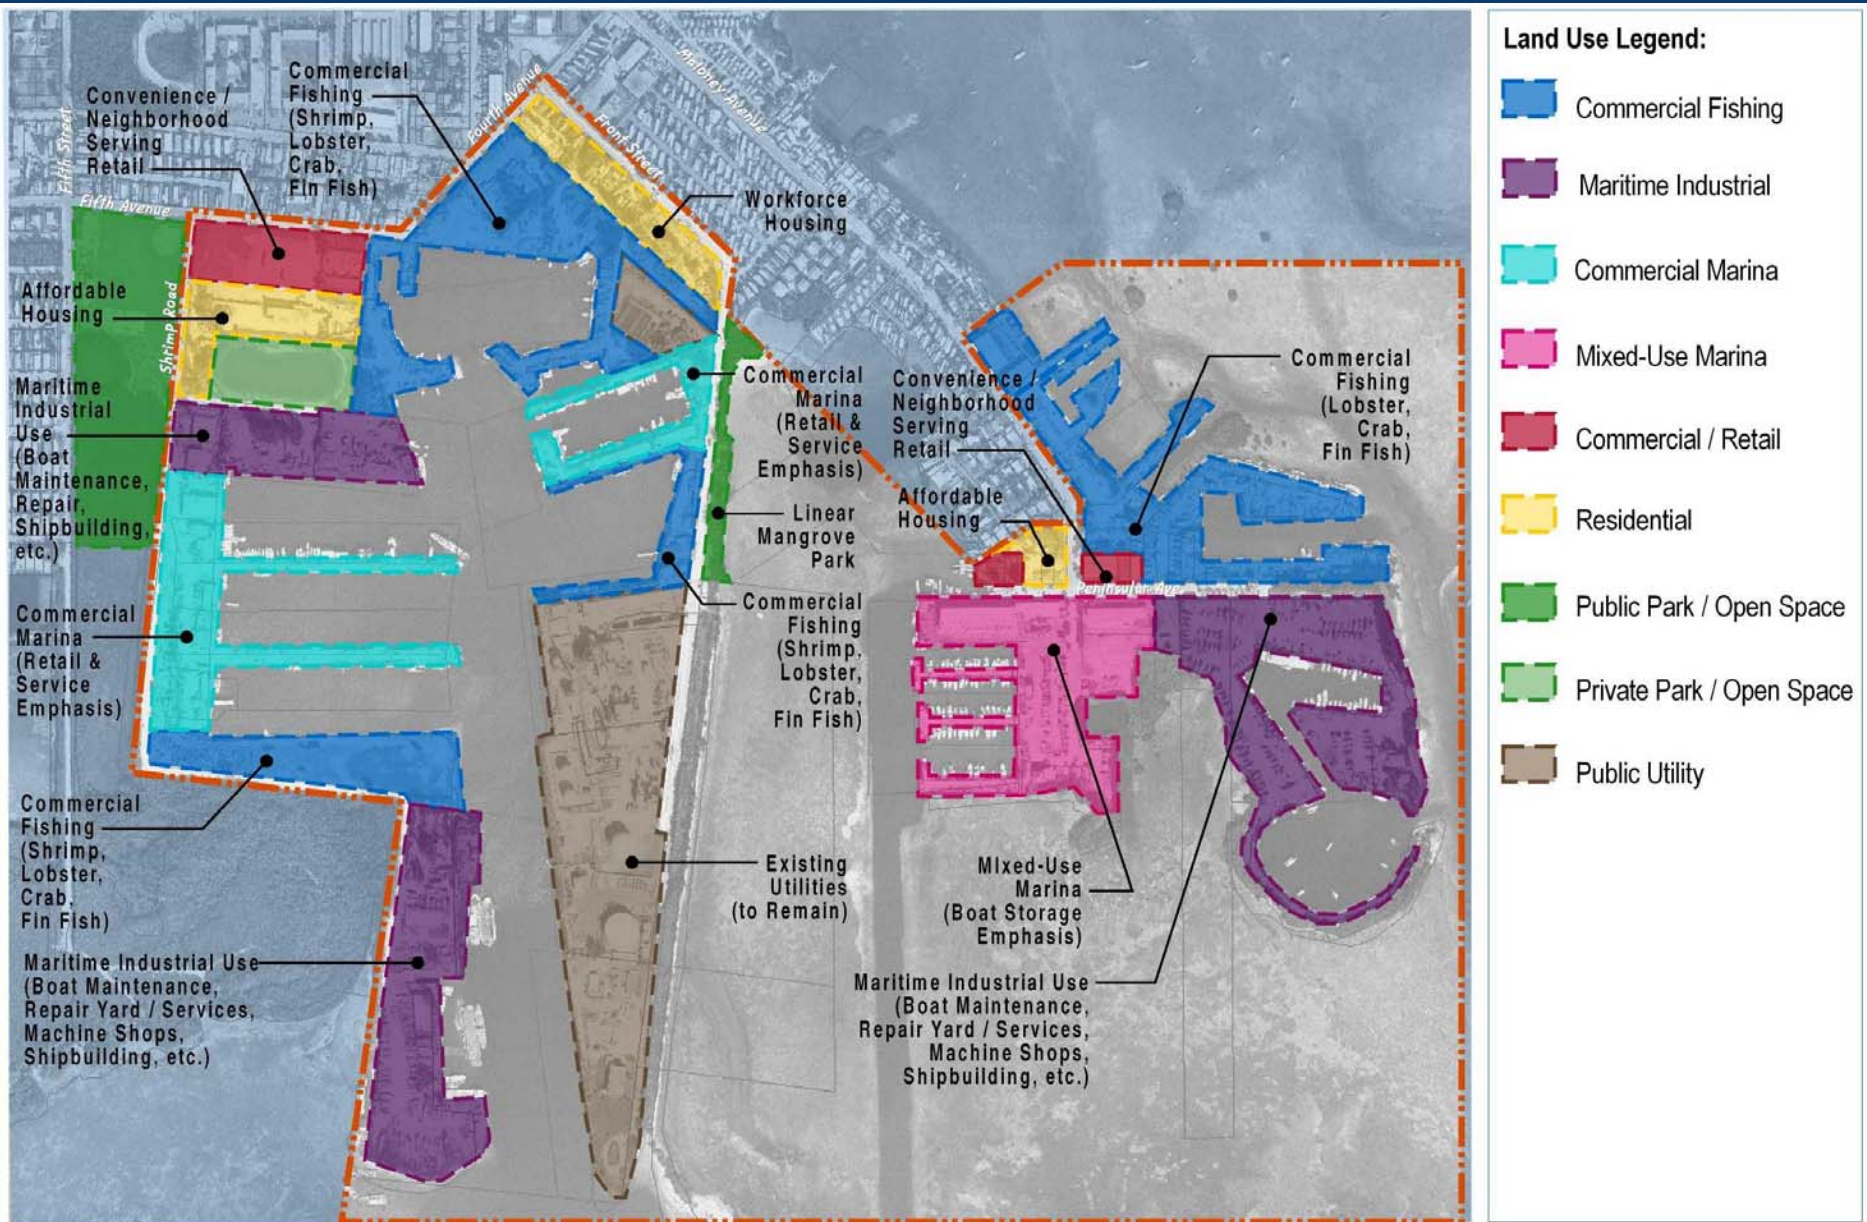 Land Use Legend:
Commercial Fishing
Maritime Industrial
Commercial Marina
Mixed-Use Marina
Commercial / Retail
Residential
Public Park / Open Space
Private Park / Open Space
Public Utility
Maloney Avenue
Fourth Avenue
Front Street
Fifth Street
Fifth Avenue
Shrimp Road
Peninsular Ave
Commercial
Fishing
(Shrimp,
Lobster,
Crab,
Fin Fish)
Convenience /
Neighborhood
Serving
Retail
Workforce
Housing
Affordable
Housing
Maritime
Industrial
Use
(Boat
Maintenance,
Repair,
Shipbuilding,
etc.)
Commercial
Marina
(Retail &
Service
Emphasis)
Linear
Mangrove
Park
Commercial
Fishing
(Shrimp,
Lobster,
Crab,
Fin Fish)
Commercial
Marina
(Retail &
Service
Emphasis)
Commercial
Fishing
(Shrimp,
Lobster,
Crab,
Fin Fish)
Maritime Industrial Use
(Boat Maintenance,
Repair Yard / Services,
Machine Shops,
Shipbuilding, etc.)
Existing
Utilities
(to Remain)
Convenience /
Neighborhood
Serving
Retail
Commercial
Fishing
(Lobster,
Crab,
Fin Fish)
Affordable
Housing
MIxed-Use
Marina
(Boat Storage
Emphasis)
Maritime Industrial Use
(Boat Maintenance,
Repair Yard / Services,
Machine Shops,
Shipbuilding, etc.)